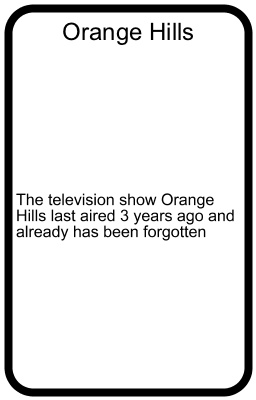 Orange Hills
The television show Orange
Hills last aired 3 years ago and
already has been forgotten